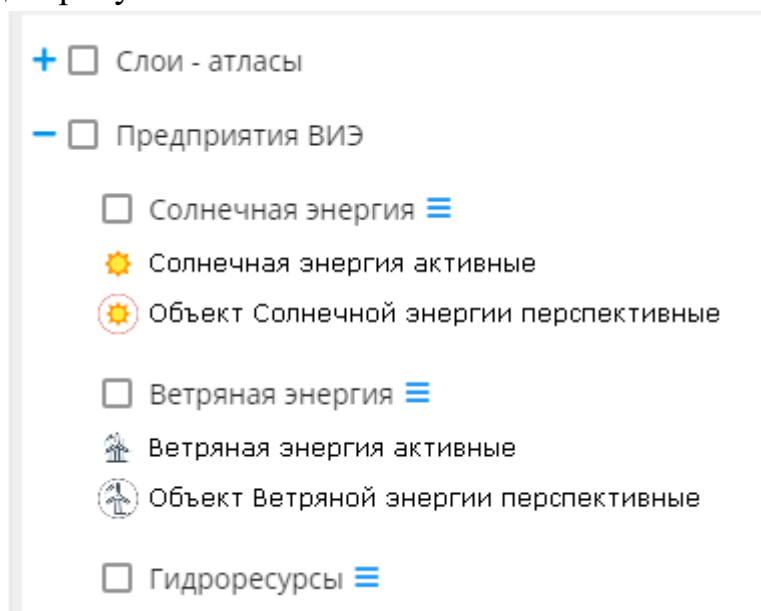 Слои - атласы
Предприятия ВИЭ
Солнечная энергия
Солнечная энергия активные
Объект Солнечной энергии перспективные
Ветряная энергия
Ветряная энергия активные
Объект Ветряной энергии перспективные
Гидроресурсы